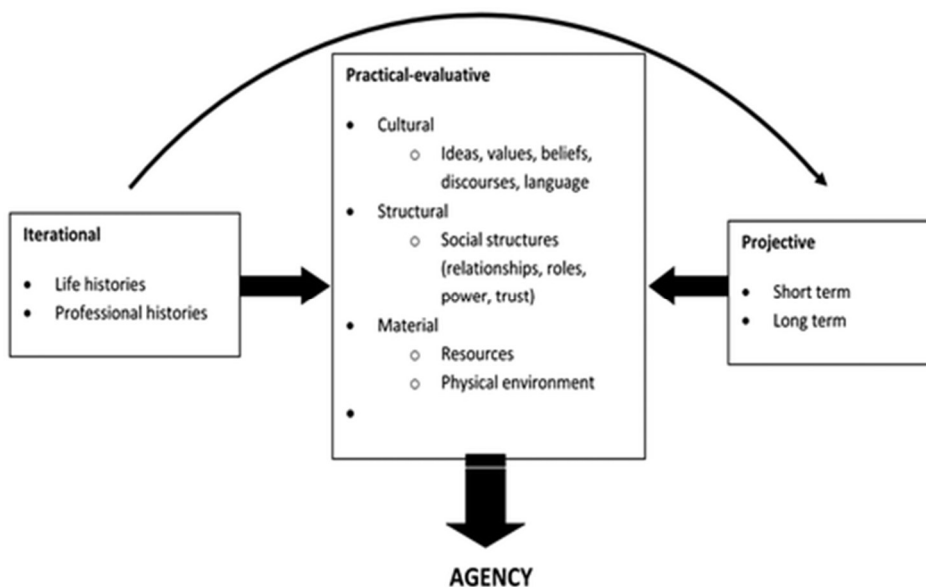 Practical-evaluative
• Cultural
o Ideas, values, beliefs,
discourses, language
• Structural
o Social structures
(relationships, roles,
power, trust)
• Material
o Resources
o Physical environment
•
Iterational
• Life histories
• Professional histories
Projective
• Short term
• Long term
AGENCY